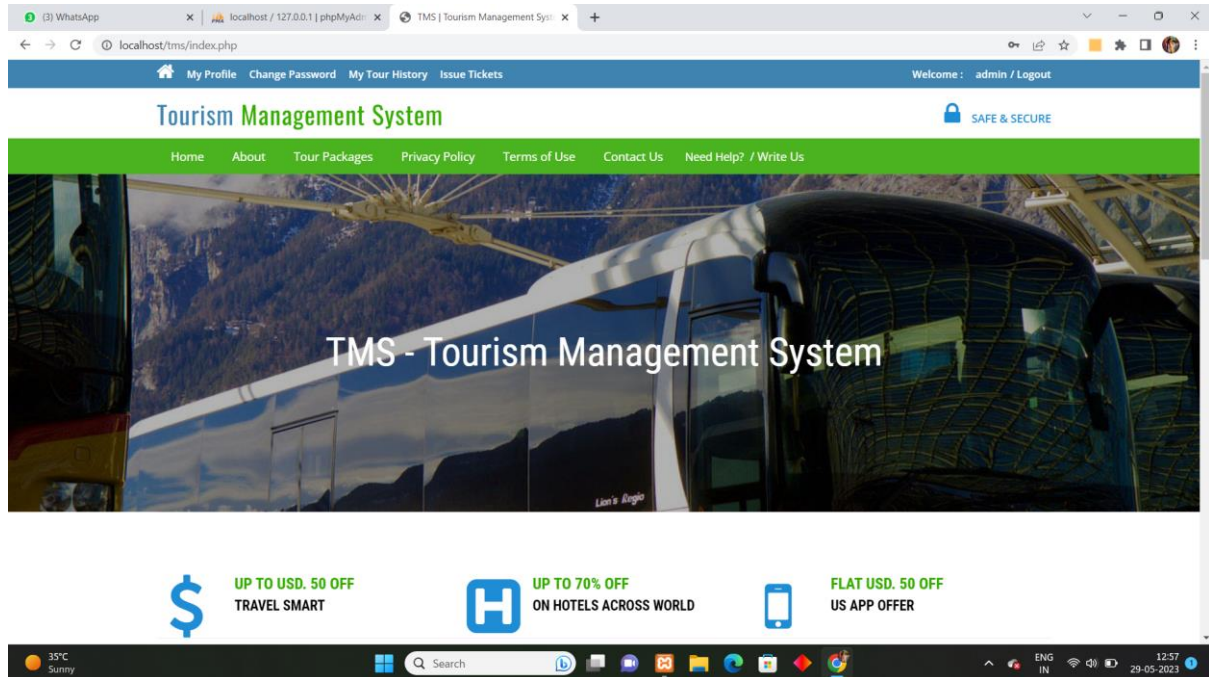 (3) WhatsApp
localhost / 127.0.0.1 | phpMyAdm
TMS | Tourism Management Syst
localhost/tms/index.php
My Profile Change Password My Tour History Issue Tickets Welcome : admin / Logout
Tourism Management System SAFE & SECURE
Home About Tour Packages Privacy Policy Terms of Use Contact Us Need Help? / Write Us
TMS - Tourism Management System
Lion's Regio
UP TO USD. 50 OFF
TRAVEL SMART
UP TO 70% OFF
ON HOTELS ACROSS WORLD
FLAT USD. 50 OFF
US APP OFFER
35°C
Sunny
Search
ENG
IN
12:57
29-05-2023
1